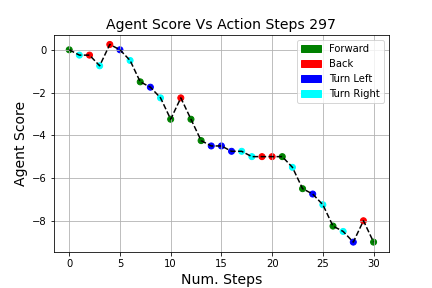 Agent Score Vs Action Steps 297
Forward
Back
Turn Left
Turn Right
Agent Score
0
−2
−4
−6
−8
0
5
10
15
20
25
30
Num. Steps